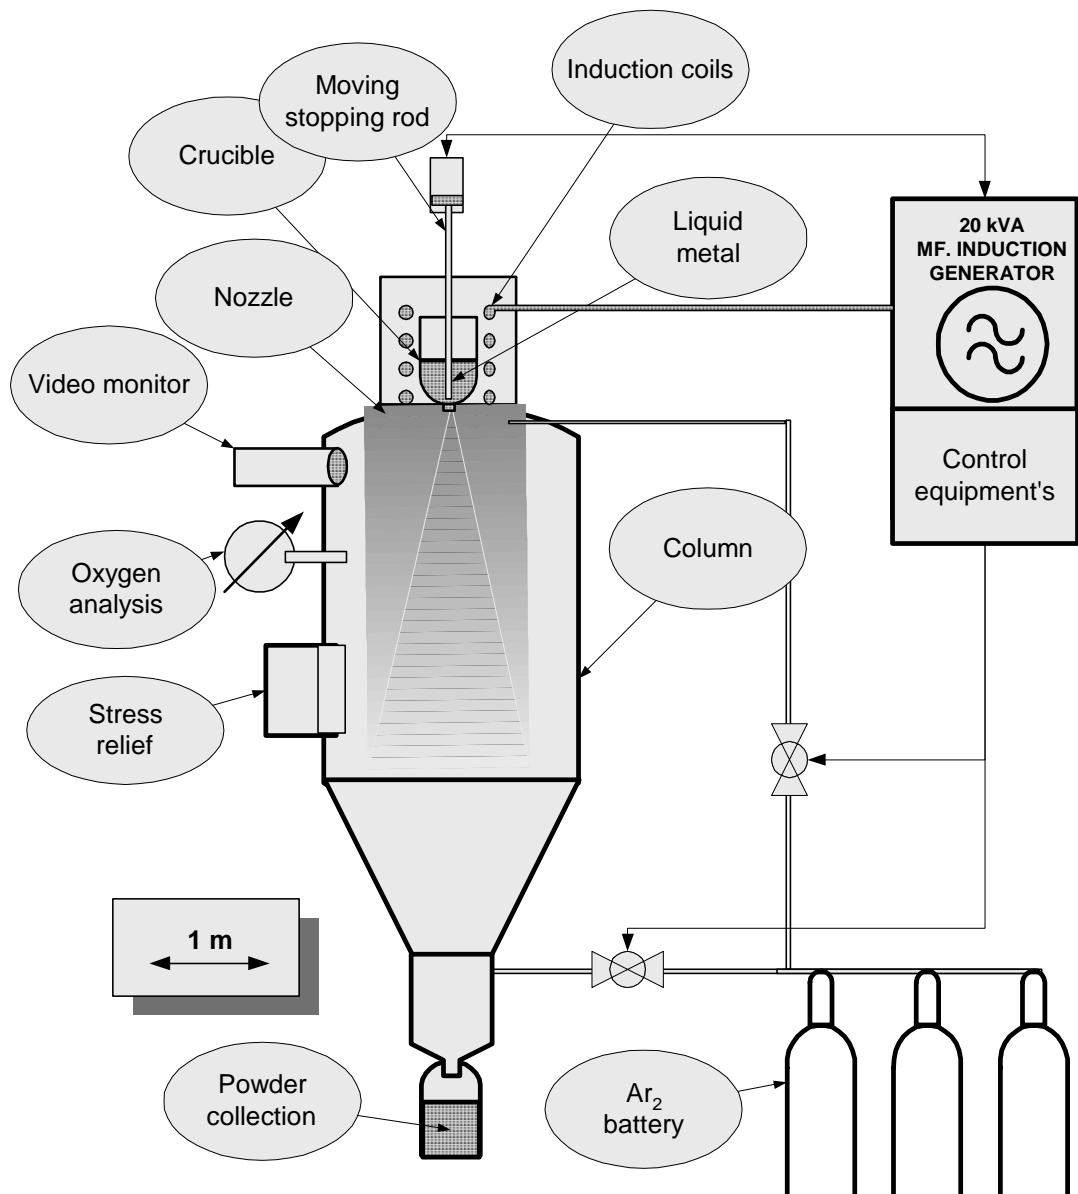 Induction coils
Moving
stopping rod
Crucible
Liquid
metal
20 kVA
MF. INDUCTION
GENERATOR
Nozzle
Video monitor
Control
equipment's
Column
Oxygen
analysis
Stress
relief
1 m
Powder
collection
Ar₂
battery